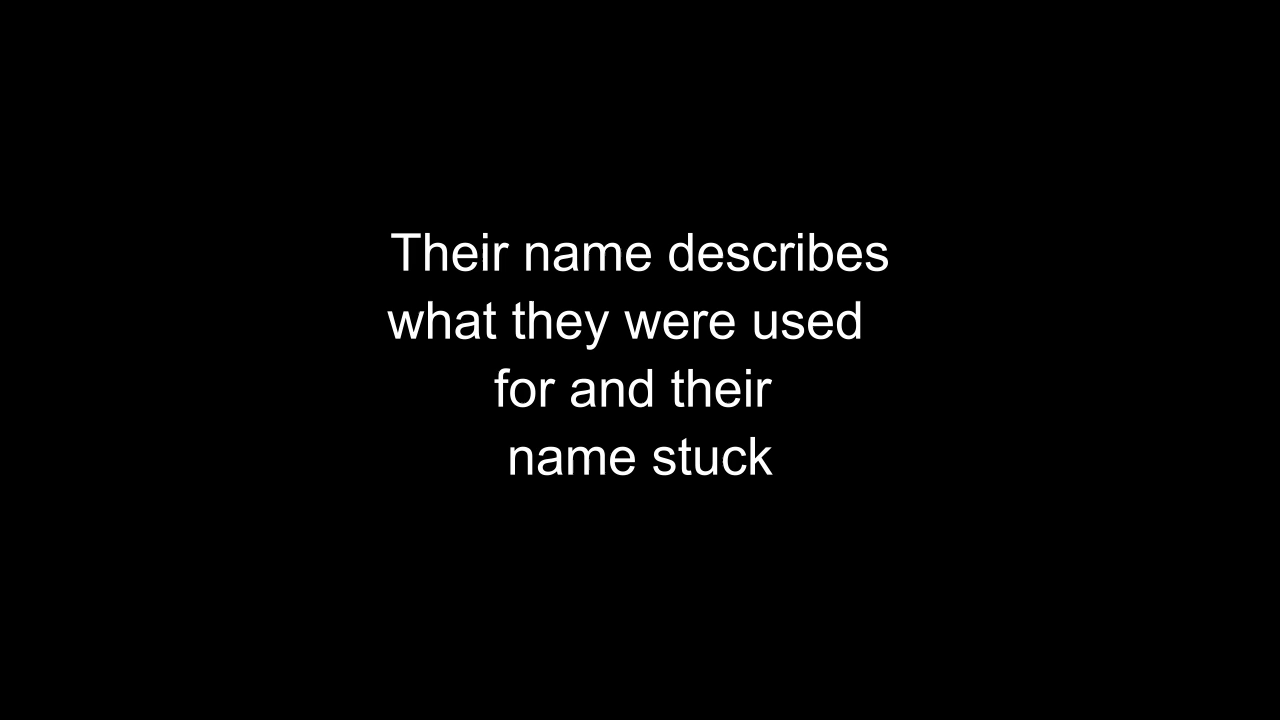 Their name describes
what they were used
for and their
name stuck